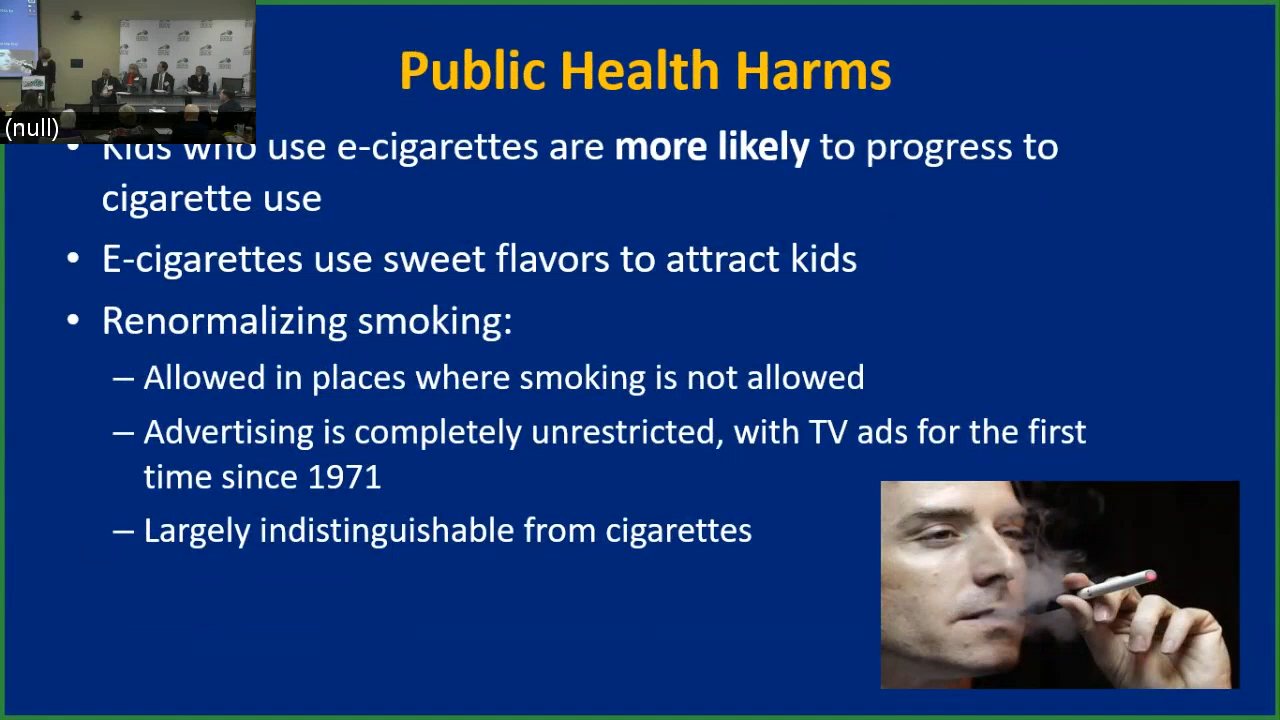 Public Health Harms
(null)
• Kids who use e-cigarettes are more likely to progress to
cigarette use
• E-cigarettes use sweet flavors to attract kids
• Renormalizing smoking:
– Allowed in places where smoking is not allowed
– Advertising is completely unrestricted, with TV ads for the first
time since 1971
– Largely indistinguishable from cigarettes